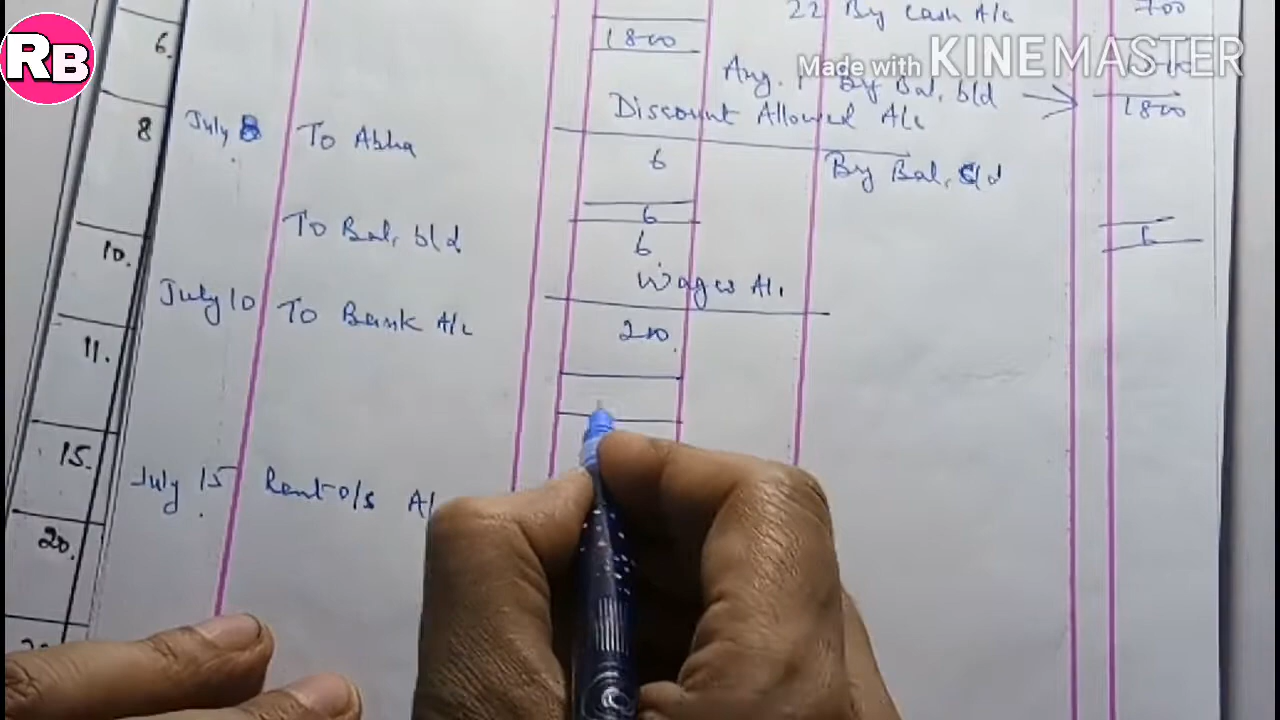 RB
Made with KINEMASTER
22 By Cash A/c 700
6. 1800
Aug. 1 By Bal. b/d 1800
Discount Allowed A/c
8 July 8 To Abha 6 By Bal. c/d
6 6
To Bal. b/d 6
10.
Wages A/c
July 10 To Bank A/c 200
11.
15.
July 15 Rent o/s A/
20.